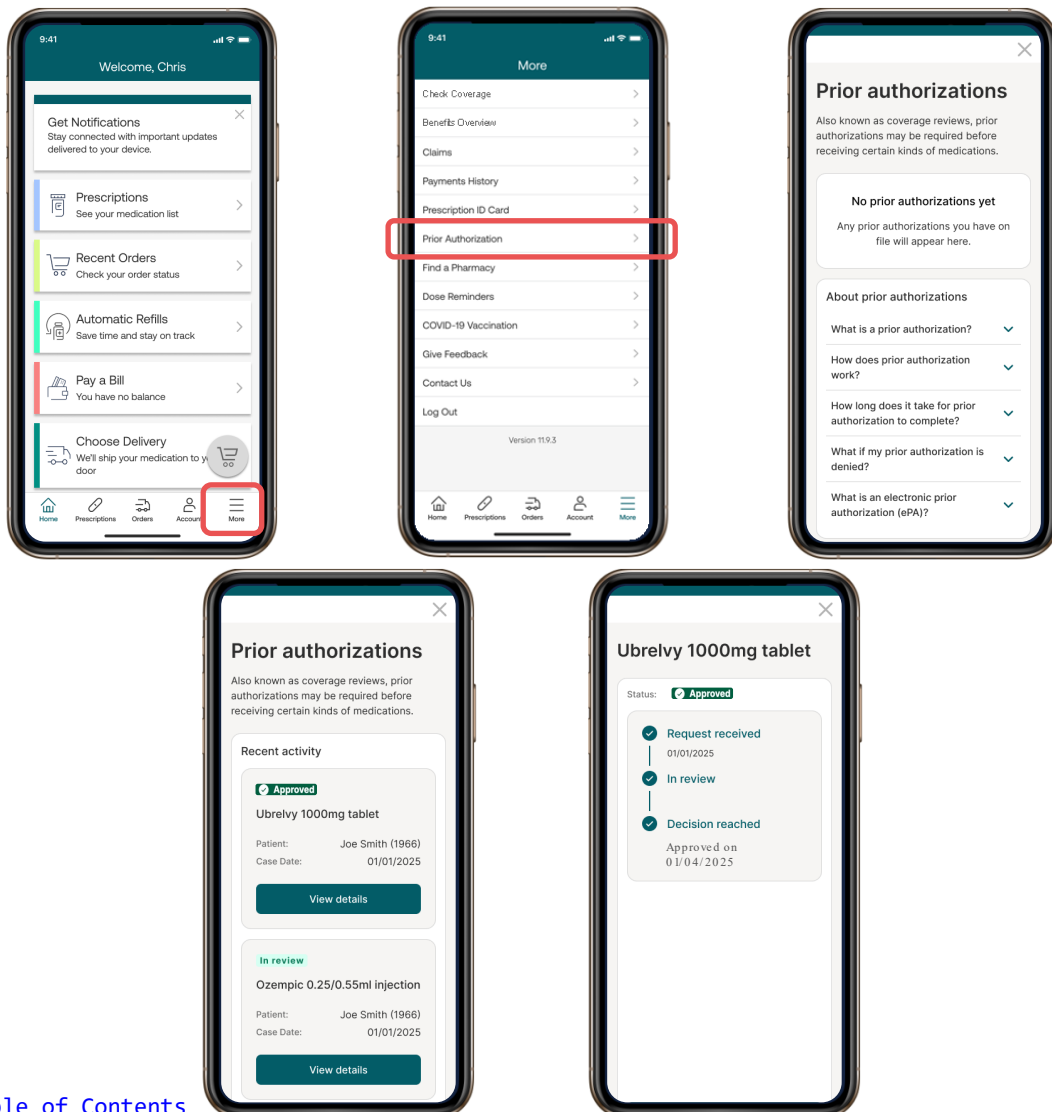 9:41
Welcome, Chris
Get Notifications
Stay connected with important updates
delivered to your device.
Prescriptions
See your medication list
Recent Orders
Check your order status
Automatic Refills
Save time and stay on track
Pay a Bill
You have no balance
Choose Delivery
We'll ship your medication to
door
Home
Prescriptions
Orders
Account
More
9:41
More
Check Coverage
Benefits Overview
Claims
Payments History
Prescription ID Card
Prior Authorization
Find a Pharmacy
Dose Reminders
COVID-19 Vaccination
Give Feedback
Contact Us
Log Out
Version 11.9.3
Home
Prescriptions
Orders
Account
More
Prior authorizations
Also known as coverage reviews, prior
authorizations may be required before
receiving certain kinds of medications.
No prior authorizations yet
Any prior authorizations you have on
file will appear here.
About prior authorizations
What is a prior authorization?
How does prior authorization
work?
How long does it take for prior
authorization to complete?
What if my prior authorization is
denied?
What is an electronic prior
authorization (ePA)?
Prior authorizations
Also known as coverage reviews, prior
authorizations may be required before
receiving certain kinds of medications.
Recent activity
Approved
Ubrelvy 1000mg tablet
Patient: Joe Smith (1966)
Case Date: 01/01/2025
View details
In review
Ozempic 0.25/0.55ml injection
Patient: Joe Smith (1966)
Case Date: 01/01/2025
View details
Ubrelvy 1000mg tablet
Status: Approved
Request received
01/01/2025
In review
Decision reached
Approved on
01/04/2025
of Contents